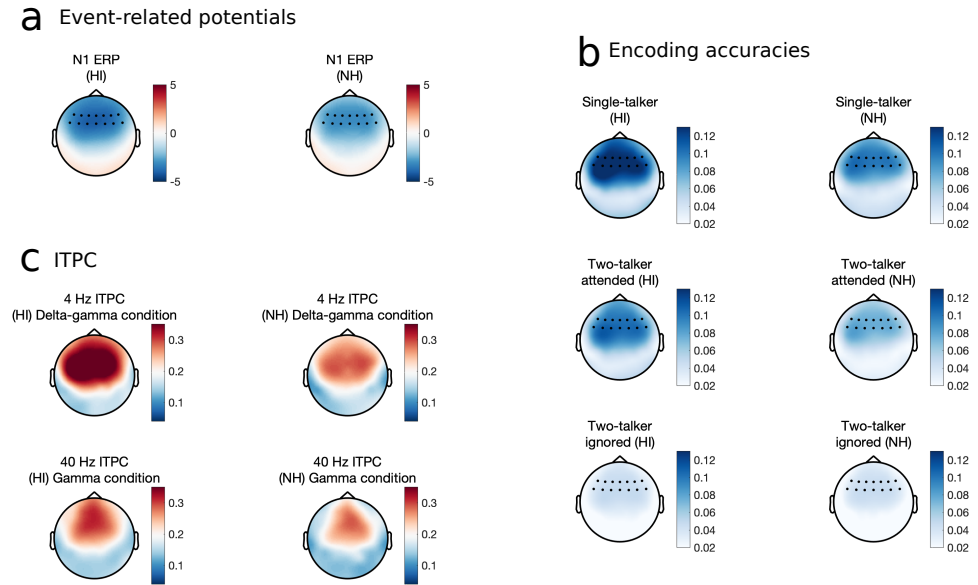 a Event-related potentials
N1 ERP
(HI)
5
0
-5
N1 ERP
(NH)
5
0
-5
b Encoding accuracies
Single-talker
(HI)
0.12
0.1
0.08
0.06
0.04
0.02
Single-talker
(NH)
0.12
0.1
0.08
0.06
0.04
0.02
Two-talker
attended (HI)
0.12
0.1
0.08
0.06
0.04
0.02
Two-talker
attended (NH)
0.12
0.1
0.08
0.06
0.04
0.02
Two-talker
ignored (HI)
0.12
0.1
0.08
0.06
0.04
0.02
Two-talker
ignored (NH)
0.12
0.1
0.08
0.06
0.04
0.02
c ITPC
4 Hz ITPC
(HI) Delta-gamma condition
0.3
0.2
0.1
4 Hz ITPC
(NH) Delta-gamma condition
0.3
0.2
0.1
40 Hz ITPC
(HI) Gamma condition
0.3
0.2
0.1
40 Hz ITPC
(NH) Gamma condition
0.3
0.2
0.1